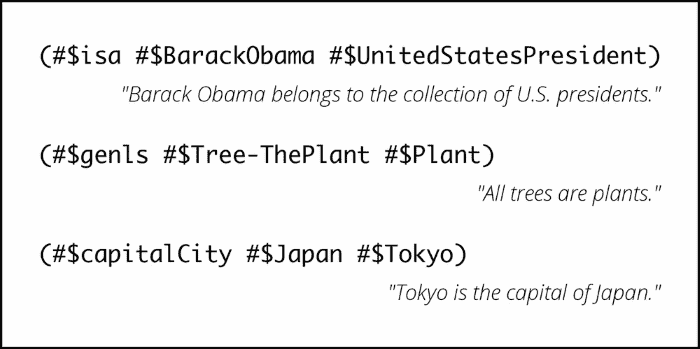 (#$isa #$BarackObama #$UnitedStatesPresident)
"Barack Obama belongs to the collection of U.S. presidents."
(#$genls #$Tree-ThePlant #$Plant)
"All trees are plants."
(#$capitalCity #$Japan #$Tokyo)
"Tokyo is the capital of Japan."